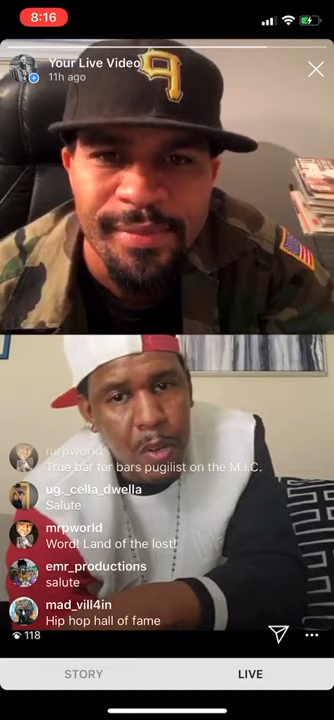 8:16
Your Live Video
11h ago
P
mrpworld
True bar for bars pugilist on the M.I.C.
ug._cella_dwella
Salute
mrpworld
Word! Land of the lost!
emr_productions
salute
mad_vill4in
Hip hop hall of fame
118
STORY
LIVE